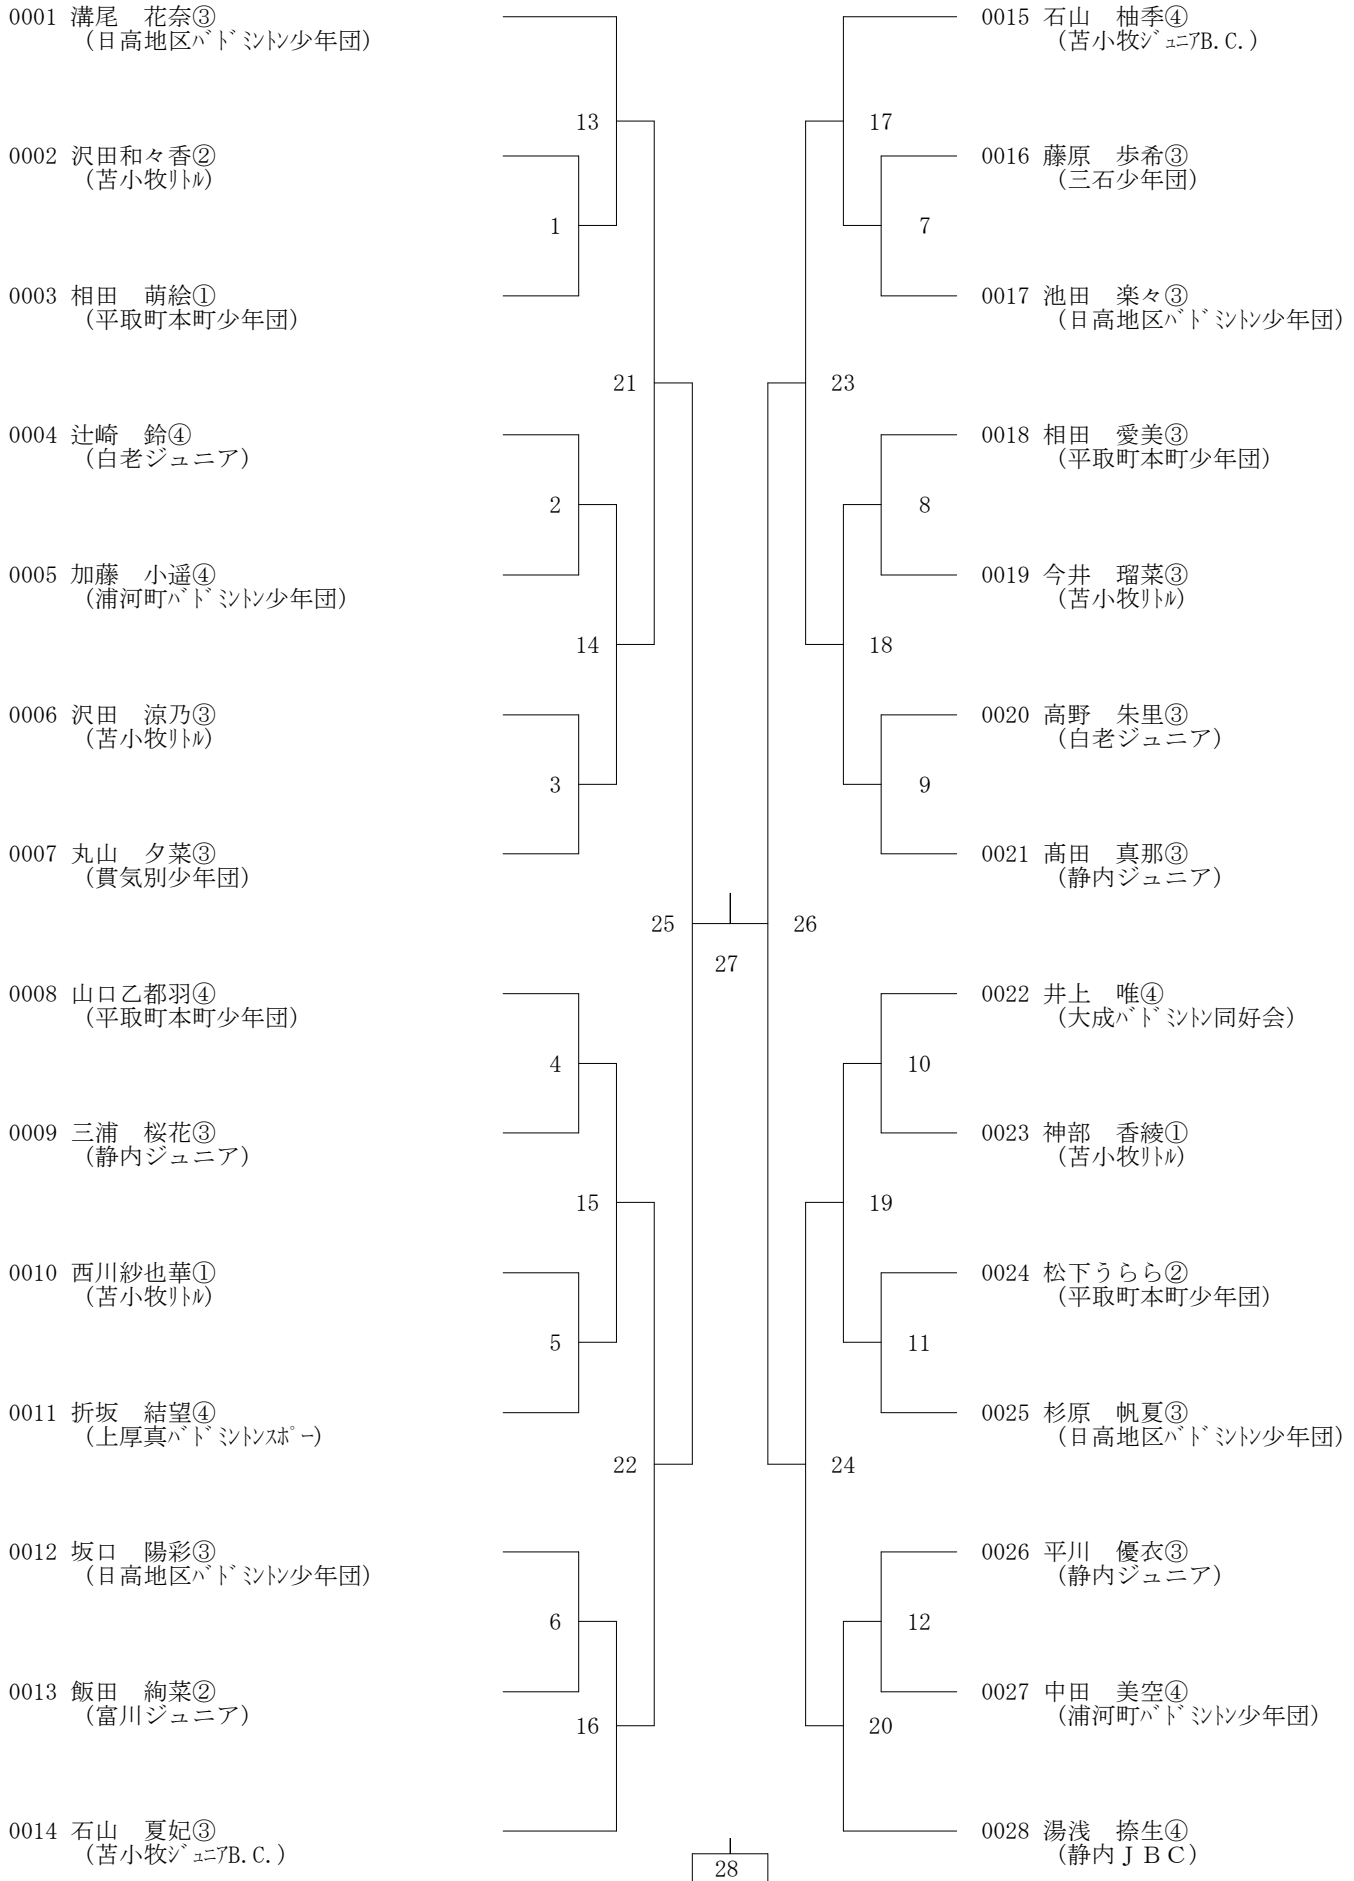 0001 溝尾　花奈③
（日高地区ﾊﾞﾄﾞﾐﾝﾄﾝ少年団）
13
0002 沢田和々香②
（苫小牧ﾘﾄﾙ）
1
0003 相田　萌絵①
（平取町本町少年団）
21
0004 辻崎　鈴④
（白老ジュニア）
2
0005 加藤　小遥④
（浦河町ﾊﾞﾄﾞﾐﾝﾄﾝ少年団）
14
0006 沢田　涼乃③
（苫小牧ﾘﾄﾙ）
3
0007 丸山　夕菜③
（貫気別少年団）
25
0008 山口乙都羽④
（平取町本町少年団）
4
0009 三浦　桜花③
（静内ジュニア）
15
0010 西川紗也華①
（苫小牧ﾘﾄﾙ）
5
0011 折坂　結望④
（上厚真ﾊﾞﾄﾞﾐﾝﾄﾝｽﾎﾟｰ）
22
0012 坂口　陽彩③
（日高地区ﾊﾞﾄﾞﾐﾝﾄﾝ少年団）
6
0013 飯田　絢菜②
（富川ジュニア）
16
0014 石山　夏妃③
（苫小牧ｼﾞｭﾆｱB.C.）
27
28
0015 石山　柚季④
（苫小牧ｼﾞｭﾆｱB.C.）
17
0016 藤原　歩希③
（三石少年団）
7
0017 池田　楽々③
（日高地区ﾊﾞﾄﾞﾐﾝﾄﾝ少年団）
23
0018 相田　愛美③
（平取町本町少年団）
8
0019 今井　瑠菜③
（苫小牧ﾘﾄﾙ）
18
0020 高野　朱里③
（白老ジュニア）
9
0021 髙田　真那③
（静内ジュニア）
26
0022 井上　唯④
（大成ﾊﾞﾄﾞﾐﾝﾄﾝ同好会）
10
0023 神部　香綾①
（苫小牧ﾘﾄﾙ）
19
0024 松下うらら②
（平取町本町少年団）
11
0025 杉原　帆夏③
（日高地区ﾊﾞﾄﾞﾐﾝﾄﾝ少年団）
24
0026 平川　優衣③
（静内ジュニア）
12
0027 中田　美空④
（浦河町ﾊﾞﾄﾞﾐﾝﾄﾝ少年団）
20
0028 湯浅　捺生④
（静内ＪＢＣ）